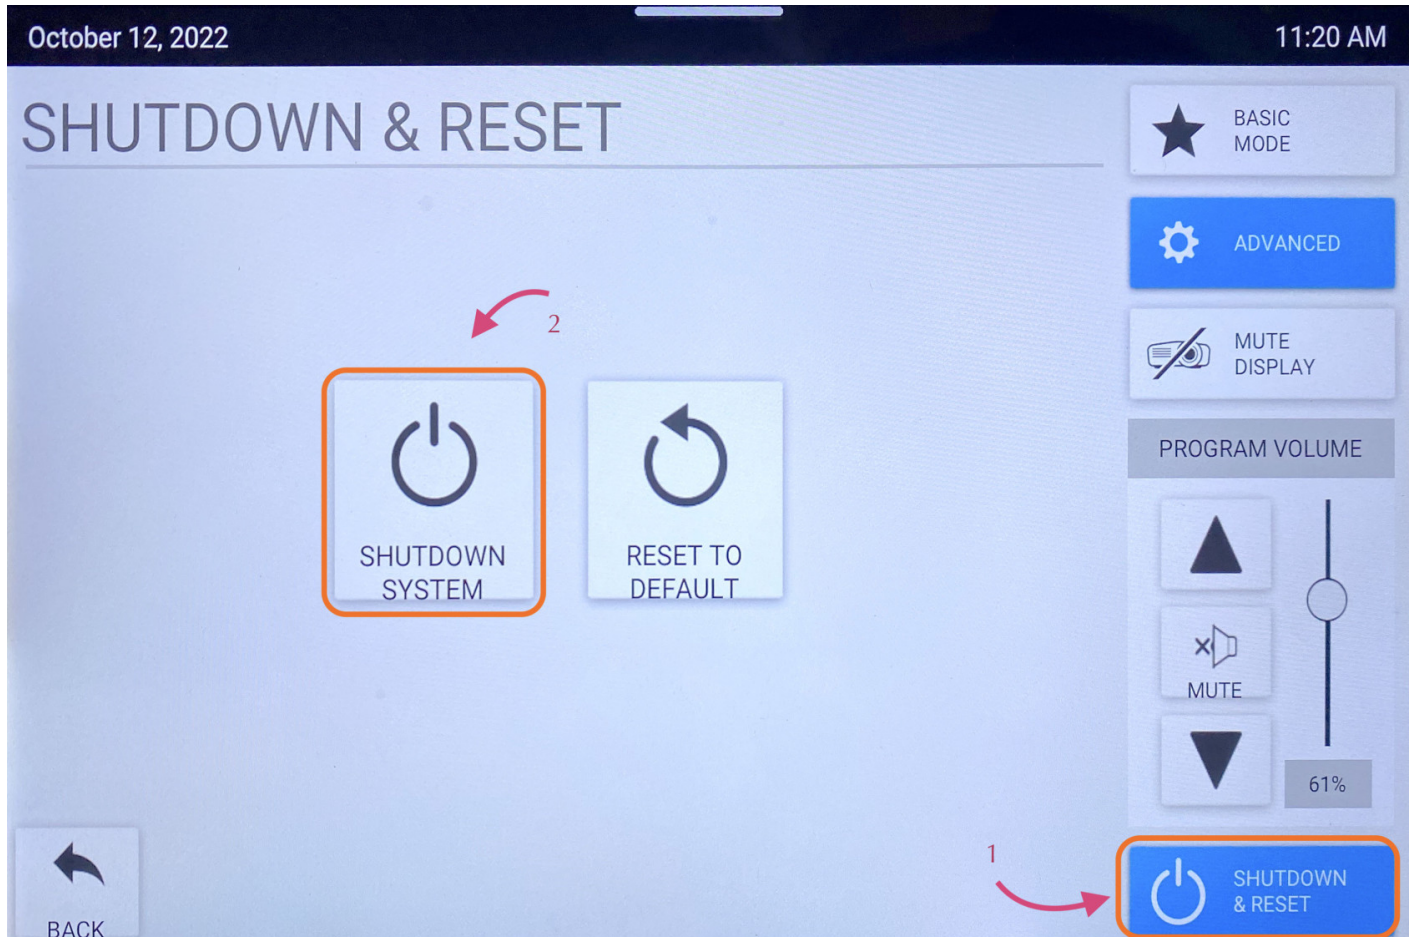 October 12, 2022
11:20 AM
SHUTDOWN & RESET
BASIC
MODE
ADVANCED
MUTE
DISPLAY
PROGRAM VOLUME
MUTE
61%
2
SHUTDOWN
SYSTEM
RESET TO
DEFAULT
BACK
1
SHUTDOWN
& RESET